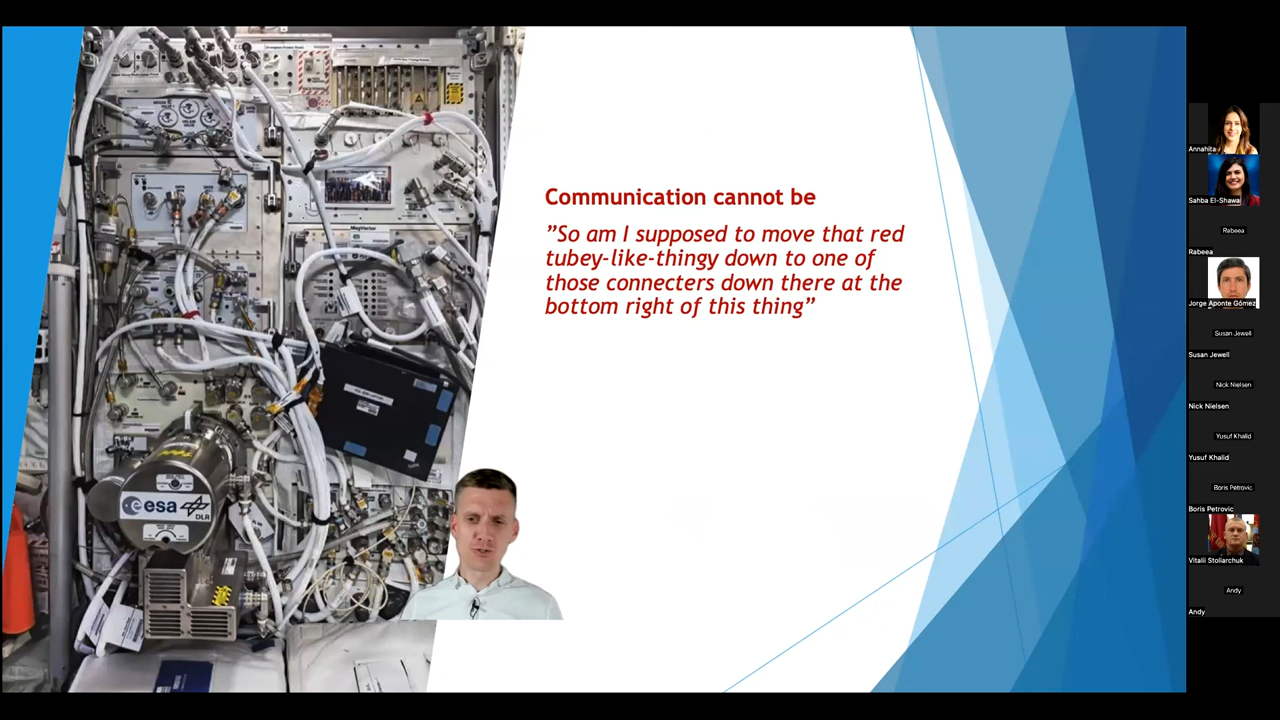 Communication cannot be
”So am I supposed to move that red
tubey-like-thingy down to one of
those connecters down there at the
bottom right of this thing”
MagVector
esa
DLR
Annahita
Sahba El-Shawa
Rabeea
Rabeea
Jorge Aponte Gómez
Susan Jewell
Susan Jewell
Nick Nielsen
Nick Nielsen
Yusuf Khalid
Yusuf Khalid
Boris Petrovic
Boris Petrovic
Vitalii Stoliarchuk
Andy
Andy